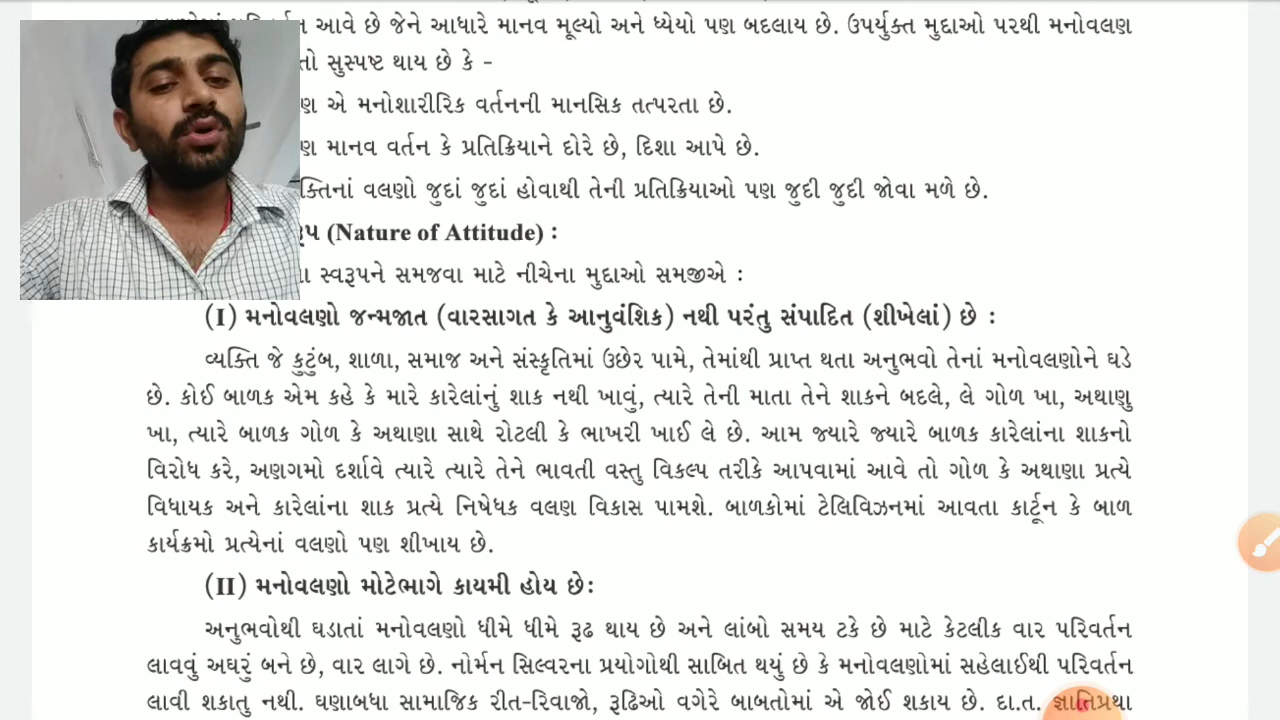 આવે છે જેને આધારે માનવ મૂલ્યો અને ધ્યેયો પણ બદલાય છે. ઉપર્યુક્ત મુદ્દાઓ પરથી મનોવલણ
સુસ્પષ્ટ થાય છે કે -
એ મનોશારીરિક વર્તનની માનસિક તત્પરતા છે.
માનવ વર્તન કે પ્રતિક્રિયાને દોરે છે, દિશા આપે છે.
જુદાં જુદાં હોવાથી તેની પ્રતિક્રિયાઓ પણ જુદી જુદી જોવા મળે છે.
(Nature of Attitude) :
સ્વરૂપને સમજવા માટે નીચેના મુદ્દાઓ સમજીએ :
(I) મનોવલણો જન્મજાત (વારસાગત કે આનુવંશિક) નથી પરંતુ સંપાદિત (શીખેલાં) છે :
વ્યક્તિ જે કુટુંબ, શાળા, સમાજ અને સંસ્કૃતિમાં ઉછેર પામે, તેમાંથી પ્રાપ્ત થતા અનુભવો તેનાં મનોવલણોને ઘડે
છે. કોઈ બાળક એમ કહે કે મારે કારેલાંનું શાક નથી ખાવું, ત્યારે તેની માતા તેને શાકને બદલે, લે ગોળ ખા, અથાણુ
ખા, ત્યારે બાળક ગોળ કે અથાણા સાથે રોટલી કે ભાખરી ખાઈ લે છે. આમ જ્યારે જ્યારે બાળક કારેલાંના શાકનો
વિરોધ કરે, અણગમો દર્શાવે ત્યારે ત્યારે તેને ભાવતી વસ્તુ વિકલ્પ તરીકે આપવામાં આવે તો ગોળ કે અથાણા પ્રત્યે
વિધાયક અને કારેલાંના શાક પ્રત્યે નિષેધક વલણ વિકાસ પામશે. બાળકોમાં ટેલિવિઝનમાં આવતા કાર્ટૂન કે બાળ
કાર્યક્રમો પ્રત્યેનાં વલણો પણ શીખાય છે.
(II) મનોવલણો મોટેભાગે કાયમી હોય છેઃ
અનુભવોથી ઘડાતાં મનોવલણો ધીમે ધીમે રૂઢ થાય છે અને લાંબો સમય ટકે છે માટે કેટલીક વાર પરિવર્તન
લાવવું અઘરું બને છે, વાર લાગે છે. નોર્મન સિલ્વરના પ્રયોગોથી સાબિત થયું છે કે મનોવલણોમાં સહેલાઈથી પરિવર્તન
લાવી શકાતુ નથી. ઘણાબધા સામાજિક રીત-રિવાજો, રૂઢિઓ વગેરે બાબતોમાં એ જોઈ શકાય છે. દા.ત. જ્ઞાતિપ્રથા